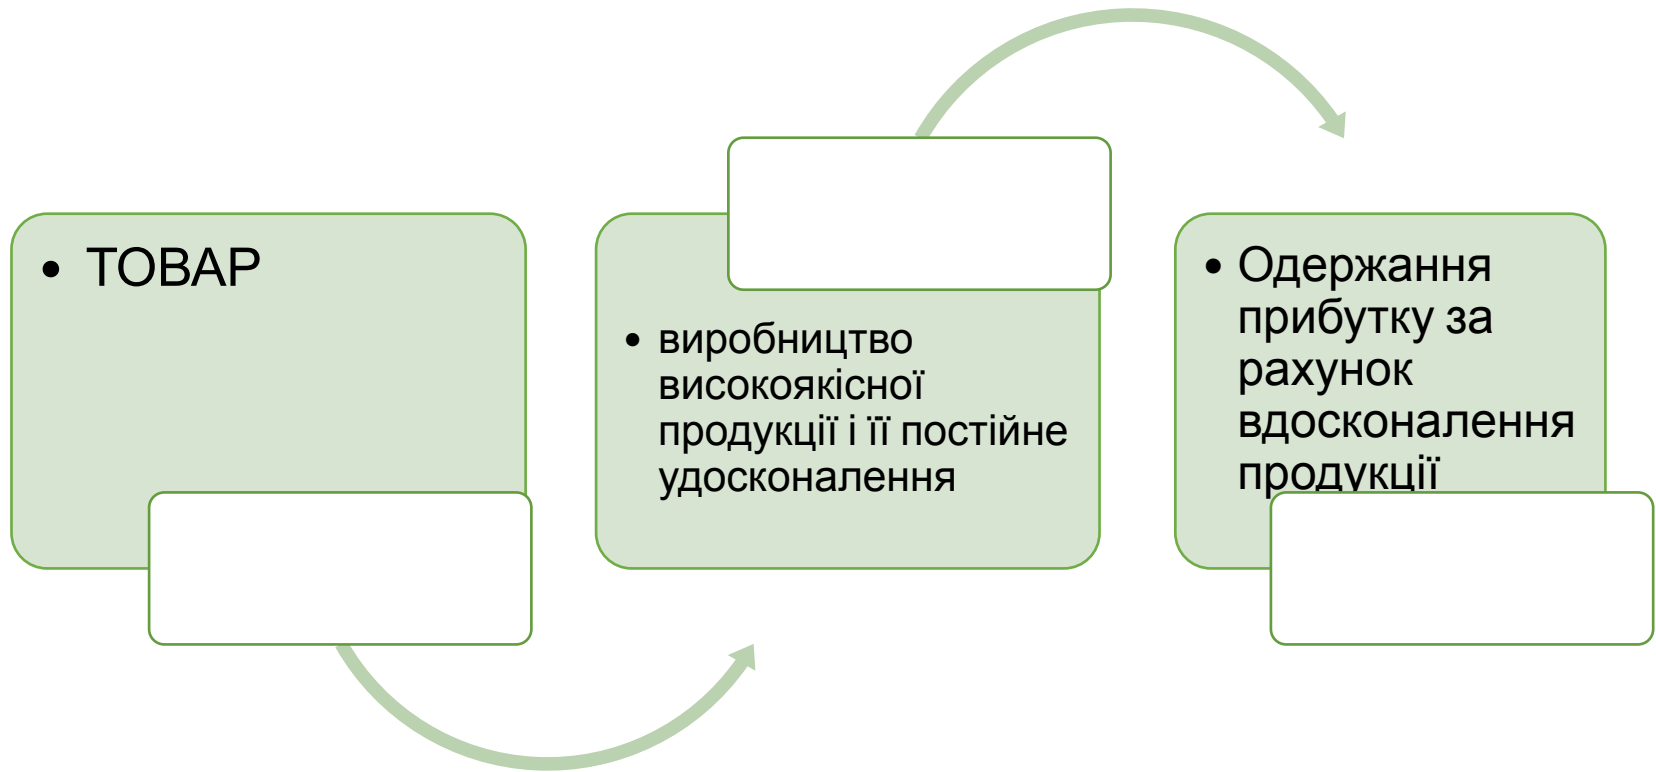 • ТОВАР
• виробництво
високоякісної
продукції і її постійне
удосконалення
• Одержання
прибутку за
рахунок
вдосконалення
продукції